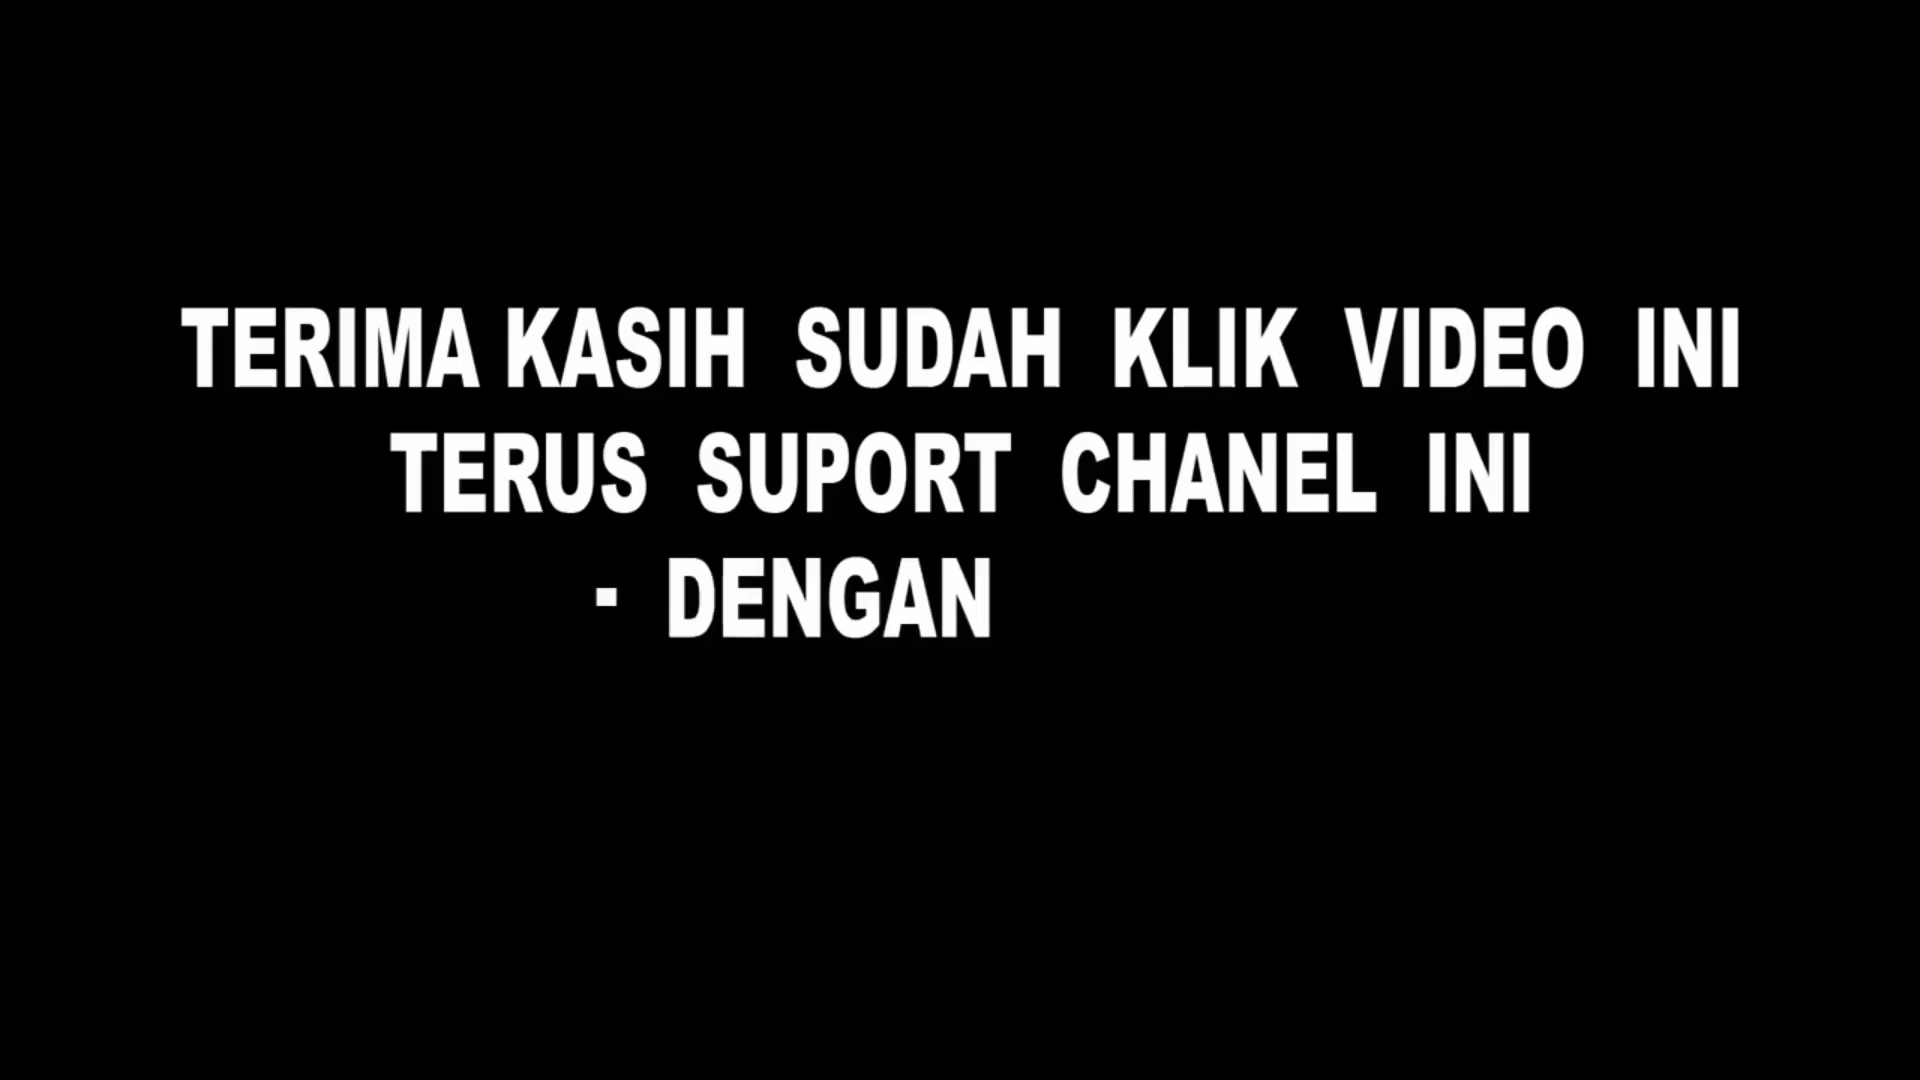 TERIMA KASIH SUDAH KLIK VIDEO INI
TERUS SUPORT CHANEL INI
- DENGAN